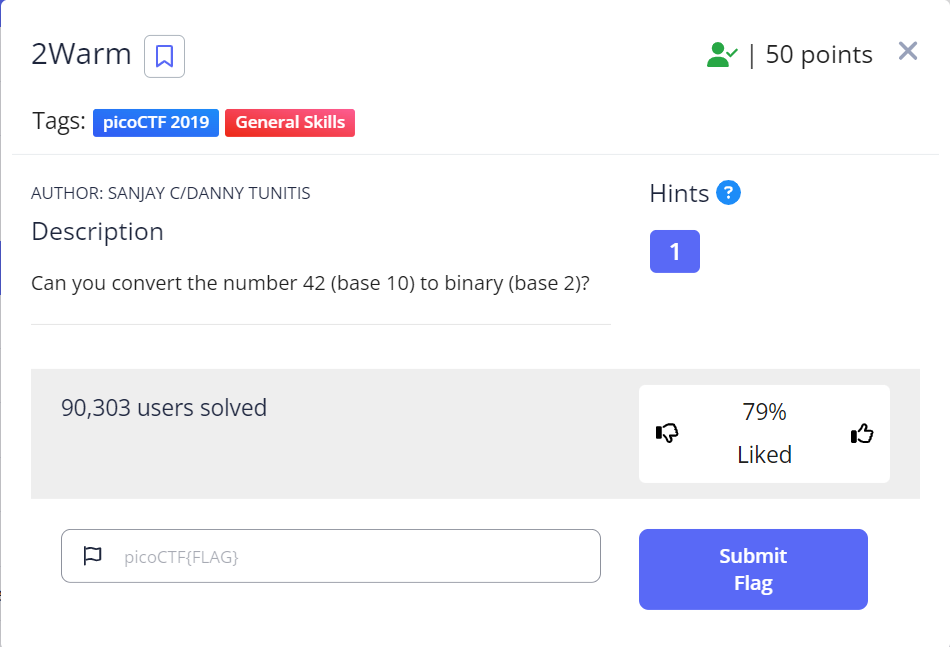 2Warm
| 50 points
Tags: picoCTF 2019 General Skills
AUTHOR: SANJAY C/DANNY TUNITIS
Description
Can you convert the number 42 (base 10) to binary (base 2)?
Hints ?
1
90,303 users solved
79%
Liked
picoCTF{FLAG}
Submit
Flag